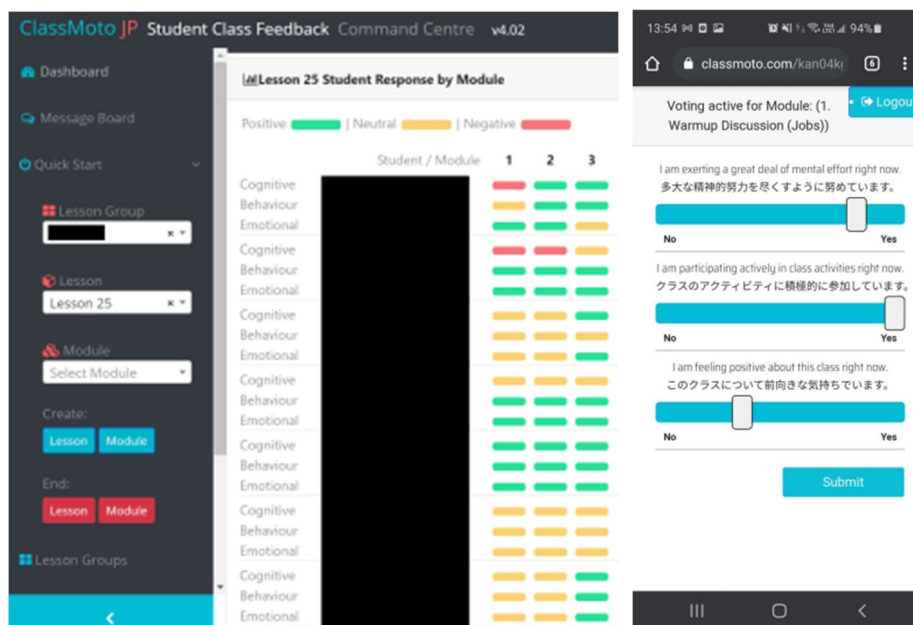 ClassMoto JP Student Class Feedback Command Centre v4.02
Dashboard
Message Board
Quick Start
Lesson Group
Lesson
Lesson 25
Module
Select Module
Create:
Lesson Module
End:
Lesson Module
Lesson Groups
Lesson 25 Student Response by Module
Positive | Neutral | Negative
Student / Module 1 2 3
Cognitive
Behaviour
Emotional
Cognitive
Behaviour
Emotional
Cognitive
Behaviour
Emotional
Cognitive
Behaviour
Emotional
Cognitive
Behaviour
Emotional
Cognitive
Behaviour
Emotional
Cognitive
Behaviour
Emotional
13:54 94%
classmoto.com/kan04k 6
Logou
Voting active for Module: (1.
Warmup Discussion (Jobs))
I am exerting a great deal of mental effort right now.
多大な精神的努力を尽くすように努めています。
No Yes
I am participating actively in class activities right now.
クラスのアクティビティに積極的に参加しています。
No Yes
I am feeling positive about this class right now.
このクラスについて前向きな気持ちでいます。
No Yes
Submit